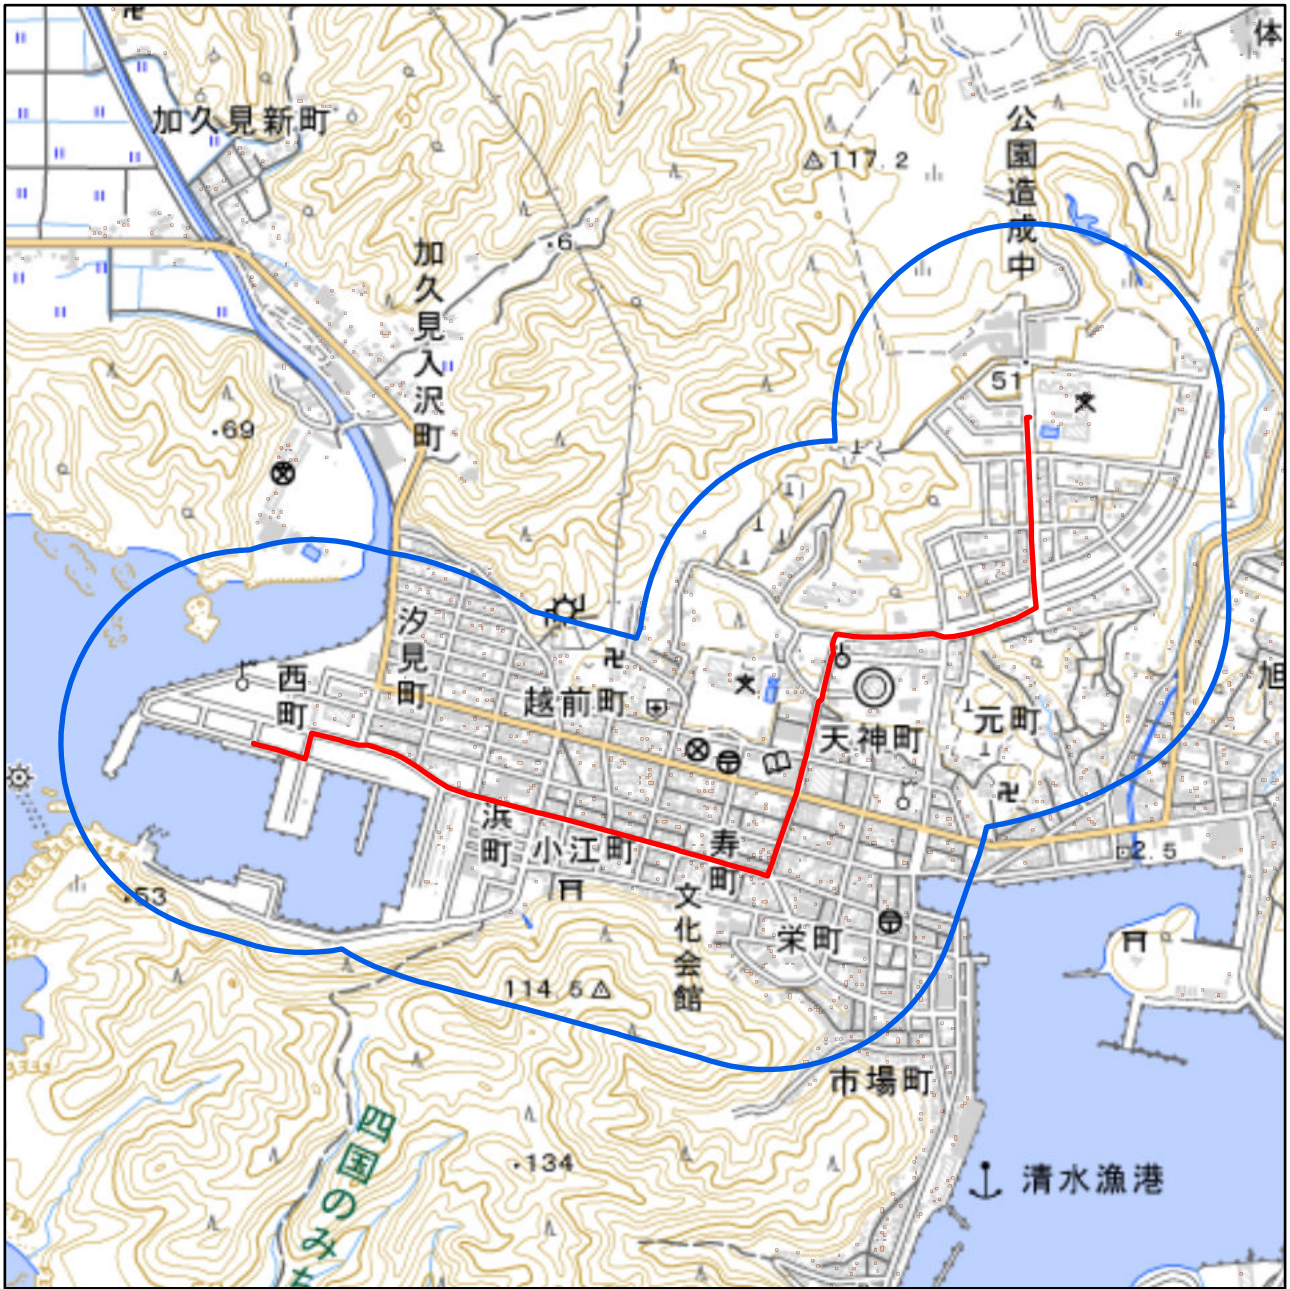 体
加久見新町
公園造成中
117.2
加久見入沢町
6
51
69
汐見町
西町
越前町
旭
元町
天神町
浜町
小江町
寿町
2.5
53
文化会館
栄町
114.5
市場町
四国のみち
134
清水漁港